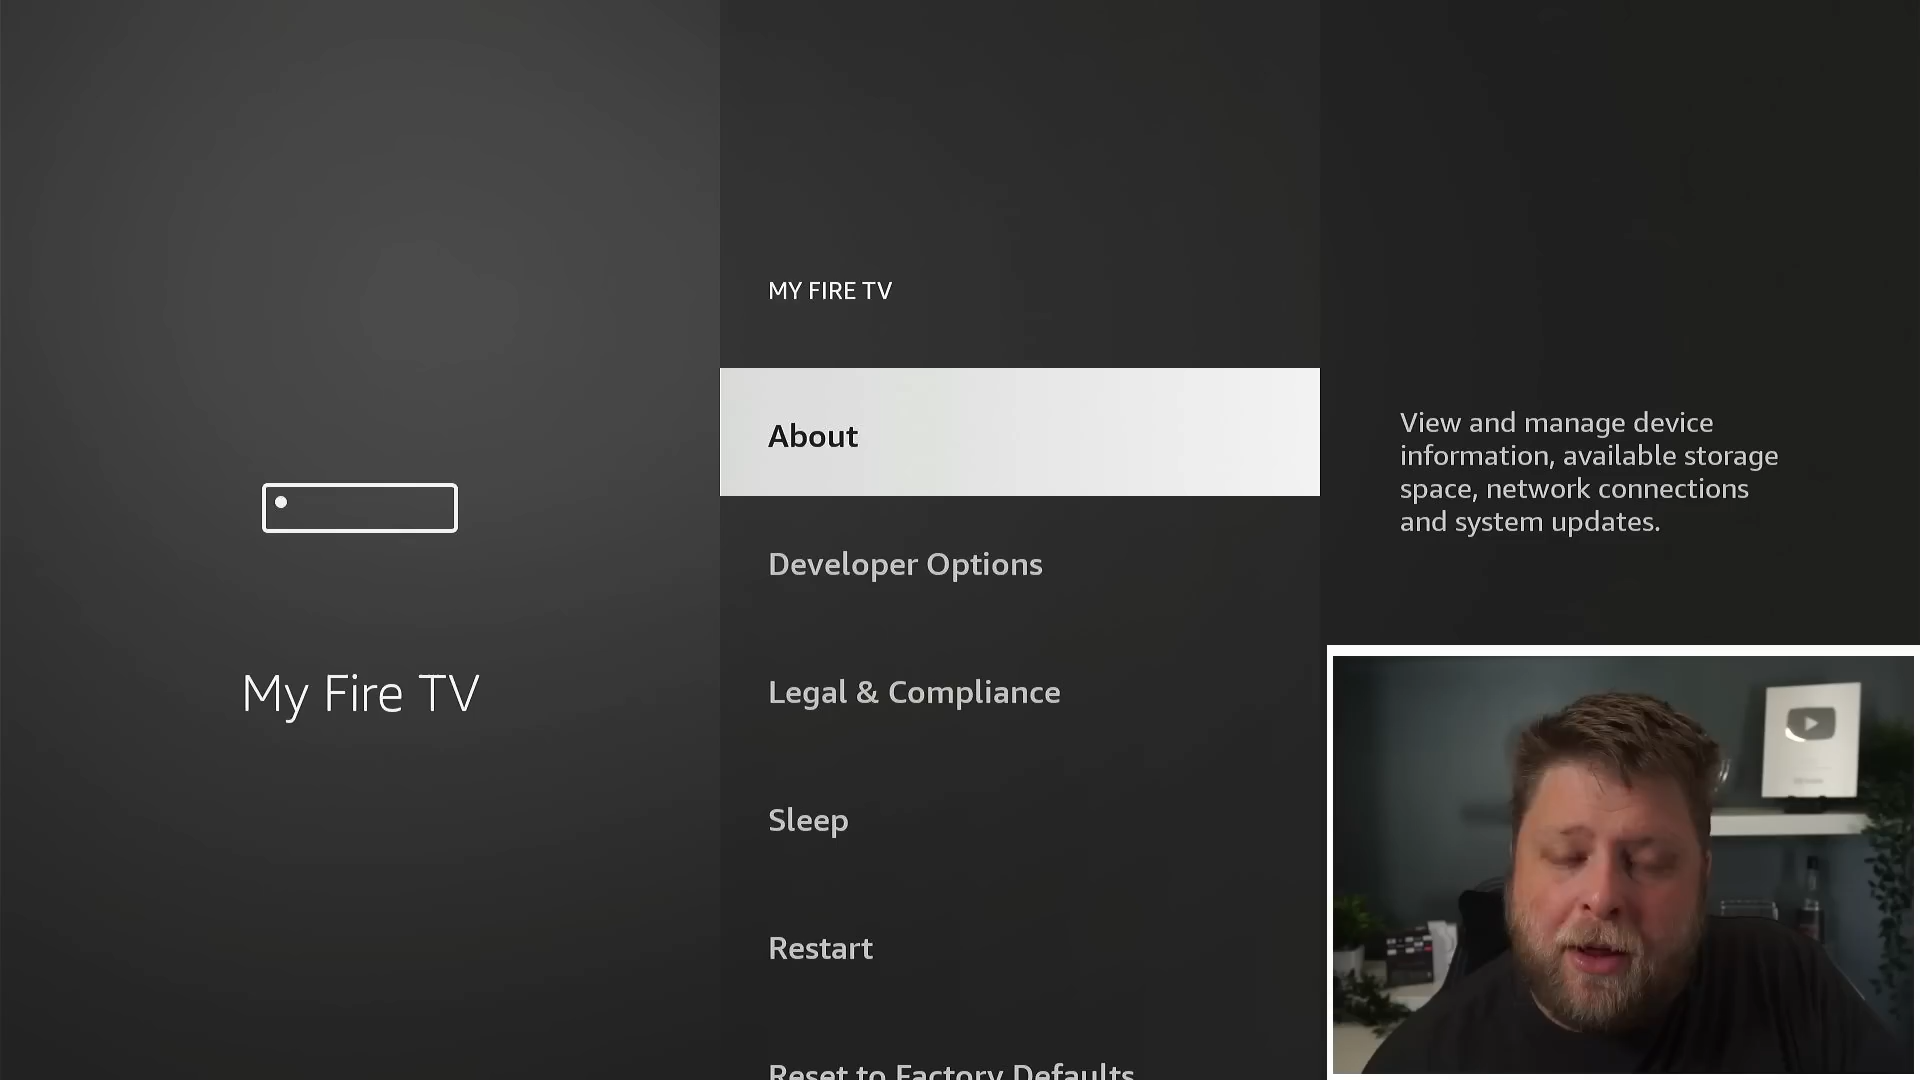 My Fire TV
MY FIRE TV
About
Developer Options
Legal & Compliance
Sleep
Restart
Reset to Factory Defaults
View and manage device
information, available storage
space, network connections
and system updates.